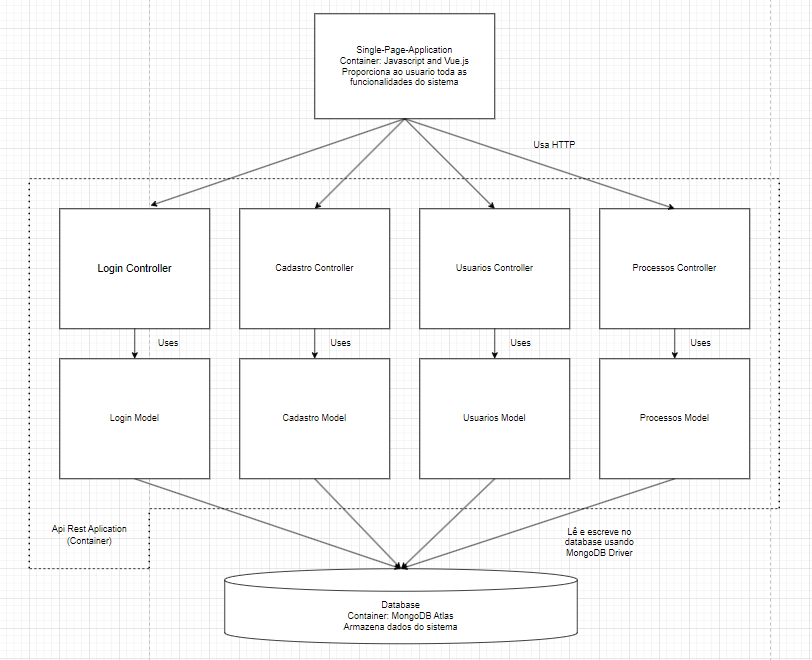 Single-Page-Application
Container: Javascript and Vue.js
Proporciona ao usuario toda as
funcionalidades do sistema
Usa HTTP
Login Controller
Cadastro Controller
Usuarios Controller
Processos Controller
Uses
Uses
Uses
Uses
Login Model
Cadastro Model
Usuarios Model
Processos Model
Api Rest Aplication
(Container)
Lê e escreve no
database usando
MongoDB Driver
Database
Container: MongoDB Atlas
Armazena dados do sistema